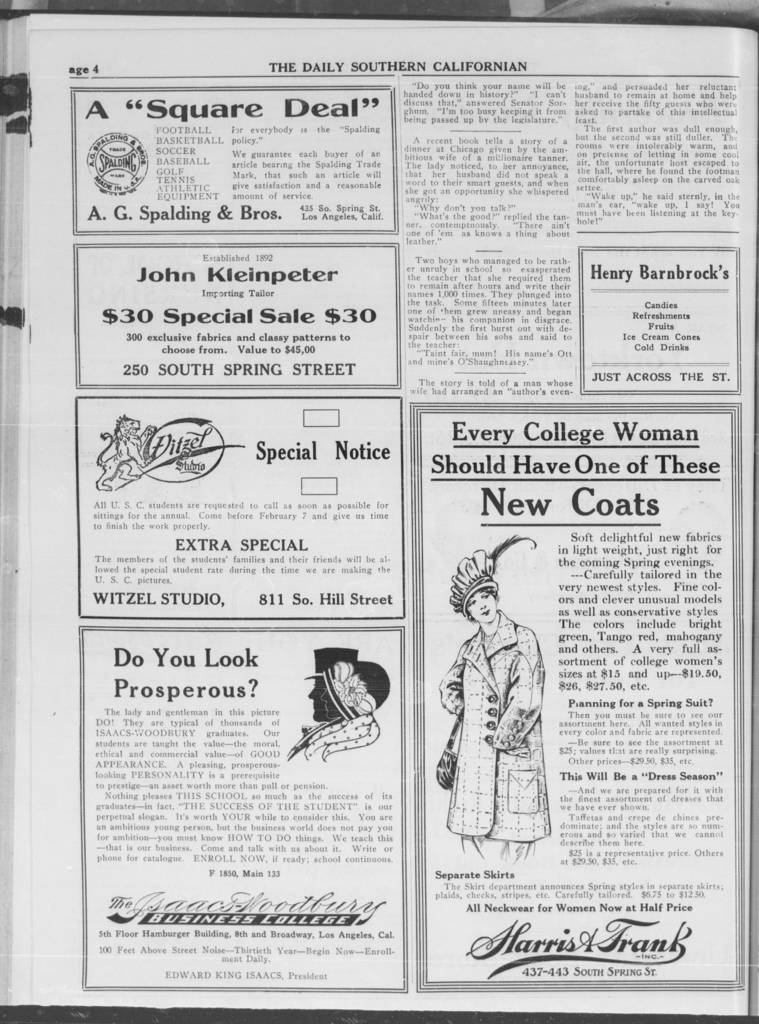 age 4
THE DAILY SOUTHERN CALIFORNIAN
A "Square Deal"
A. G. SPALDING & BROS.
TRADE
SPALDING
MARK
MADE IN U.S.A.
FOOTBALL
BASKETBALL
SOCCER
BASEBALL
GOLF
TENNIS
ATHLETIC
EQUIPMENT
For everybody is the "Spalding
policy."
We guarantee each buyer of an
article bearing the Spalding Trade
Mark, that such an article will
give satisfaction and a reasonable
amount of service.
A. G. Spalding & Bros.
435 So. Spring St.
Los Angeles, Calif.
Established 1892
John Kleinpeter
Importing Tailor
$30 Special Sale $30
300 exclusive fabrics and classy patterns to
choose from. Value to $45,00
250 SOUTH SPRING STREET
Witzel
Studio
Special Notice
All U. S. C. students are requested to call as soon as possible for
sittings for the annual. Come before February 7 and give us time
to finish the work properly.
EXTRA SPECIAL
The members of the students' families and their friends will be al-
lowed the special student rate during the time we are making the
U. S. C. pictures.
WITZEL STUDIO, 811 So. Hill Street
Do You Look
Prosperous?
The lady and gentleman in this picture
DO! They are typical of thousands of
ISAACS-WOODBURY graduates. Our
students are taught the value—the moral,
ethical and commercial value—of GOOD
APPEARANCE. A pleasing, prosperous-
looking PERSONALITY is a prerequisite
to prestige—an asset worth more than pull or pension.
Nothing pleases THIS SCHOOL so much as the success of its
graduates—in fact, "THE SUCCESS OF THE STUDENT" is our
perpetual slogan. It's worth YOUR while to consider this. You are
an ambitious young person, but the business world does not pay you
for ambition—you must know HOW TO DO things. We teach this
—that is our business. Come and talk with us about it. Write or
phone for catalogue. ENROLL NOW, if ready; school continuous.
F 1850, Main 133
The Isaacs-Woodbury
BUSINESS COLLEGE
5th Floor Hamburger Building, 8th and Broadway, Los Angeles, Cal.
100 Feet Above Street Noise—Thirtieth Year—Begin Now—Enroll-
ment Daily.
EDWARD KING ISAACS, President
"Do you think your name will be
handed down in history?" "I can't
discuss that," answered Senator Sor-
ghum. "I'm too busy keeping it from
being passed up by the legislature."
A recent book tells a story of a
dinner at Chicago given by the am-
bitious wife of a millionaire tanner.
The lady noticed, to her annoyance,
that her husband did not speak a
word to their smart guests, and when
she got an opportunity she whispered
angrily:
"Why don't you talk?"
"What's the good?" replied the tan-
ner, contemptuously. "There ain't
one of 'em as knows a thing about
leather."
Two boys who managed to be rath-
er unruly in school so exasperated
the teacher that she required them
to remain after hours and write their
names 1,000 times. They plunged into
the task. Some fifteen minutes later
one of them grew uneasy and began
watching his companion in disgrace.
Suddenly the first burst out with de-
spair between his sobs and said to
the teacher:
"Taint fair, mum! His name's Ott
and mine's O'Shaughnessey."
The story is told of a man whose
wife had arranged an "author's even-
ing," and persuaded her reluctant
husband to remain at home and help
her receive the fifty guests who were
asked to partake of this intellectual
feast.
The first author was dull enough,
but the second was still duller. The
rooms were intolerably warm, and
on pretense of letting in some cool
air, the unfortunate host escaped to
the hall, where he found the footman
comfortably asleep on the carved oak
settee.
"Wake up," he said sternly, in the
man's ear, "wake up, I say! You
must have been listening at the key-
hole!"
Henry Barnbrock's
Candies
Refreshments
Fruits
Ice Cream Cones
Cold Drinks
JUST ACROSS THE ST.
Every College Woman
Should Have One of These
New Coats
Soft delightful new fabrics
in light weight, just right for
the coming Spring evenings.
---Carefully tailored in the
very newest styles. Fine col-
ors and clever unusual models
as well as conservative styles
The colors include bright
green, Tango red, mahogany
and others. A very full as-
sortment of college women's
sizes at $15 and up---$19.50,
$26, $27.50, etc.
Planning for a Spring Suit?
Then you must be sure to see our
assortment here. All wanted styles in
every color and fabric are represented.
—Be sure to see the assortment at
$25; values that are really surprising.
Other prices—$29.50, $35, etc.
This Will Be a "Dress Season"
—And we are prepared for it with
the finest assortment of dresses that
we have ever shown.
Taffetas and crepe de chines pre-
dominate; and the styles are so num-
erous and so varied that we cannot
describe them here.
$25 is a representative price. Others
at $29.50, $35, etc.
Separate Skirts
The Skirt department announces Spring styles in separate skirts;
plaids, checks, stripes, etc. Carefully tailored. $6.75 to $12.50.
All Neckwear for Women Now at Half Price
Harris & Frank
—INC.—
437-443 SOUTH SPRING ST.